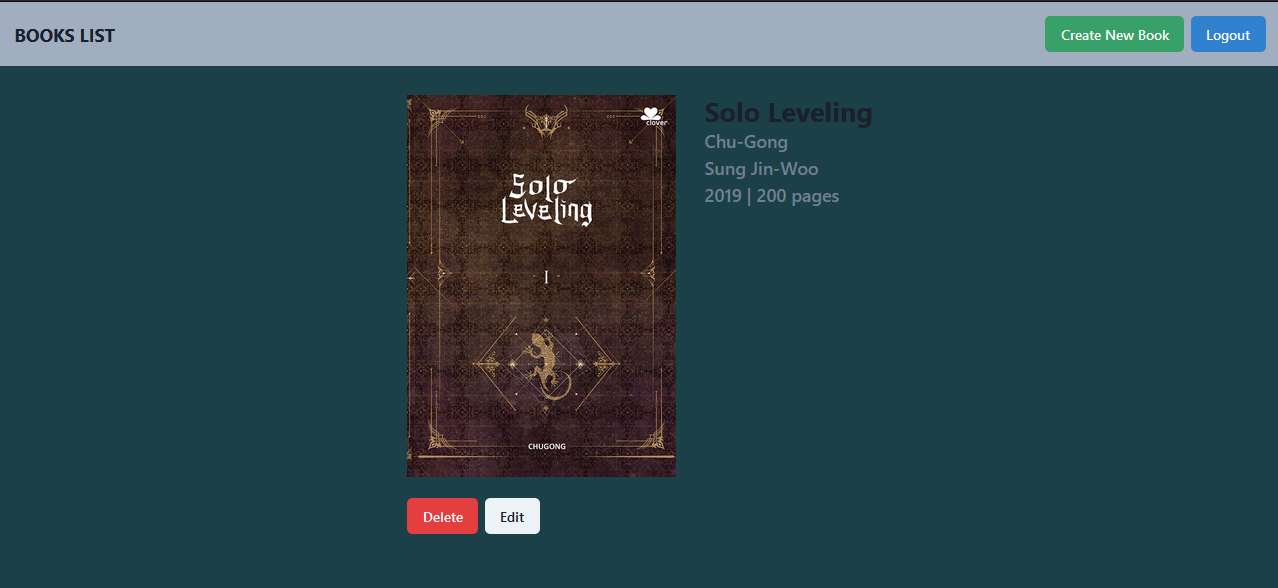 BOOKS LIST
Create New Book
Logout
clover
Solo
Leveling
I
CHUGONG
Solo Leveling
Chu-Gong
Sung Jin-Woo
2019 | 200 pages
Delete
Edit